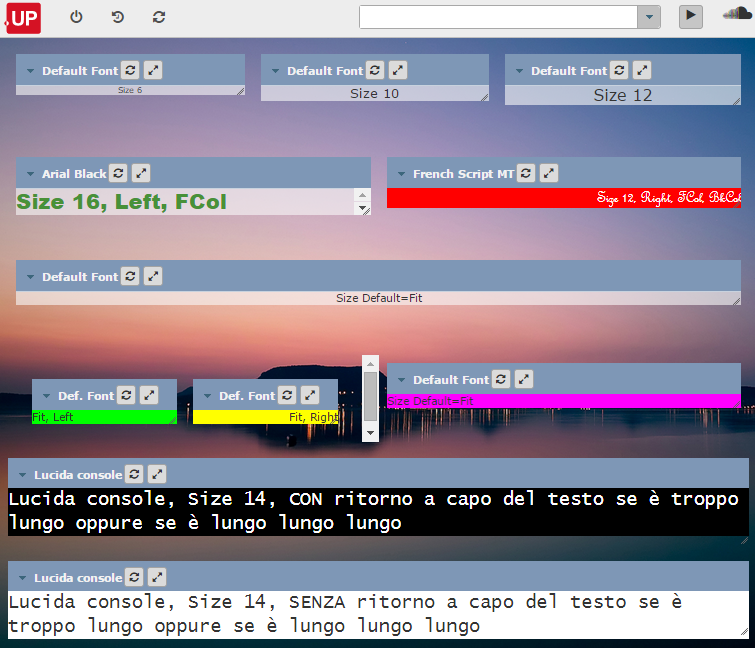 .UP
Default Font
Default Font
Default Font
Size 6
Size 10
Size 12
Arial Black
French Script MT
Size 16, Left, FCol
Size 12, Right, FCol, BkCol
Default Font
Size Default=Fit
Def. Font
Def. Font
Default Font
Fit, Left
Fit, Right
Size Default=Fit
Lucida console
Lucida console, Size 14, CON ritorno a capo del testo se è troppo
lungo oppure se è lungo lungo lungo
Lucida console
Lucida console, Size 14, SENZA ritorno a capo del testo se è
troppo lungo oppure se è lungo lungo lungo